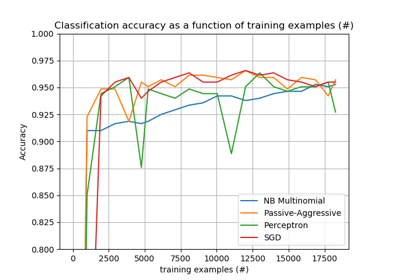 Classification accuracy as a function of training examples (#)
1.000
0.975
0.950
0.925
0.900
0.875
0.850
0.825
0.800
Accuracy
0 2500 5000 7500 10000 12500 15000 17500
training examples (#)
NB Multinomial
Passive-Aggressive
Perceptron
SGD